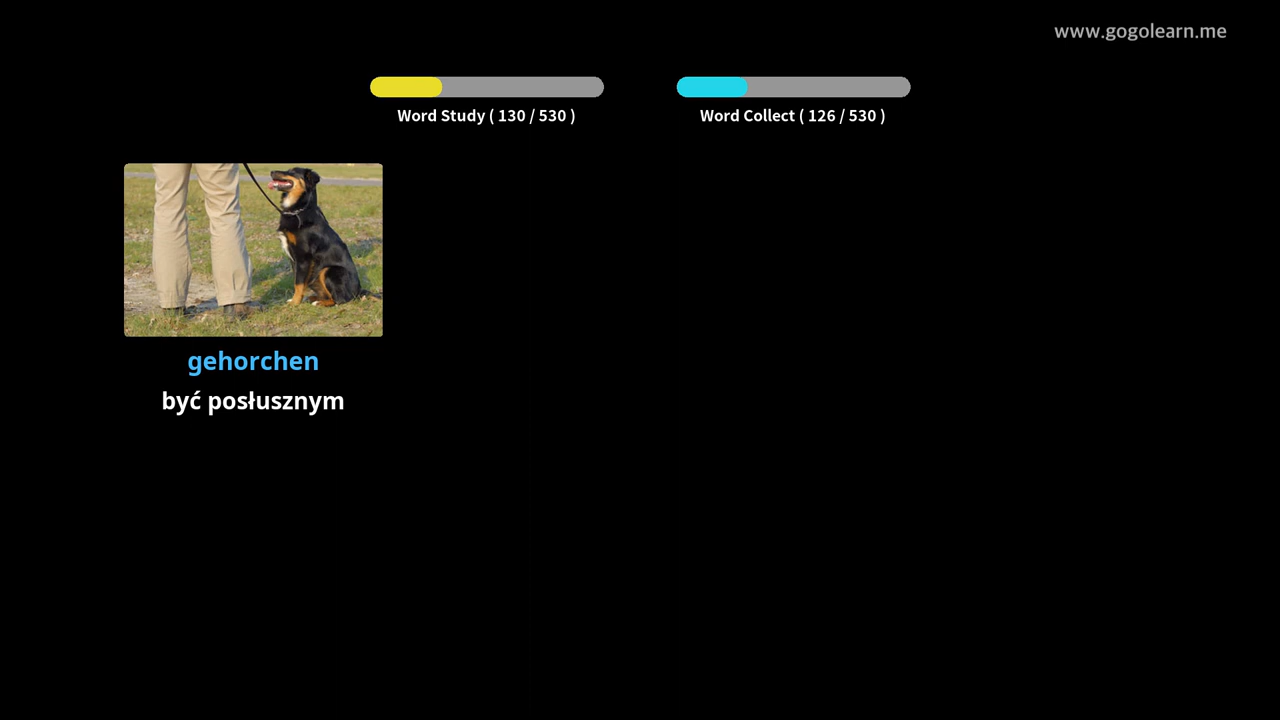 www.gogolearn.me
Word Study ( 130 / 530 )
Word Collect ( 126 / 530 )
gehorchen
być posłusznym